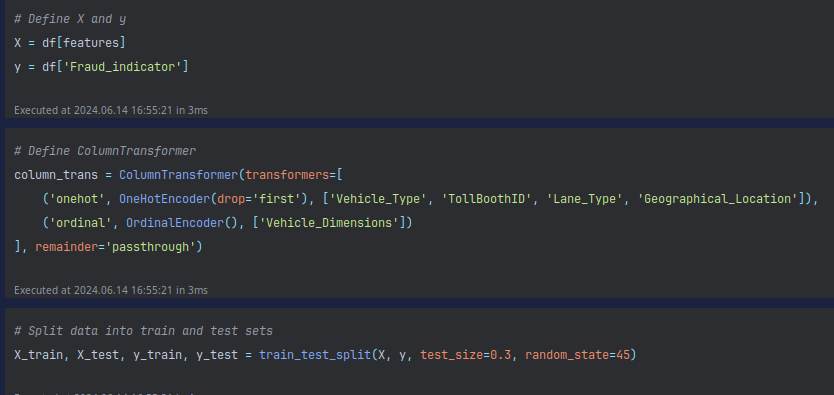 # Define X and y
X = df[features]
y = df['Fraud_indicator']
Executed at 2024.06.14 16:55:21 in 3ms
# Define ColumnTransformer
column_trans = ColumnTransformer(transformers=[
    ('onehot', OneHotEncoder(drop='first'), ['Vehicle_Type', 'TollBoothID', 'Lane_Type', 'Geographical_Location']),
    ('ordinal', OrdinalEncoder(), ['Vehicle_Dimensions'])
], remainder='passthrough')
Executed at 2024.06.14 16:55:21 in 3ms
# Split data into train and test sets
X_train, X_test, y_train, y_test = train_test_split(X, y, test_size=0.3, random_state=45)